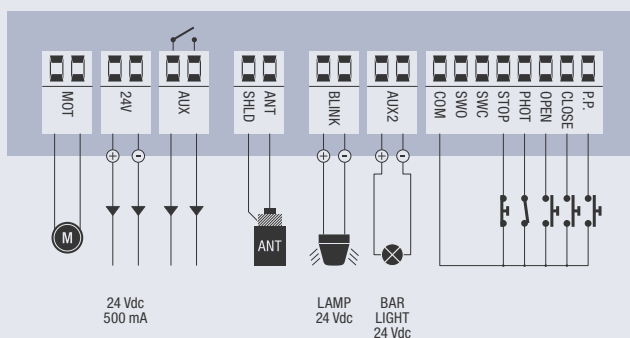 MOT
24V
AUX
SHLD
ANT
BLINK
AUX2
COM
SWO
SWC
STOP
PHOT
OPEN
CLOSE
P.P.
+
-
+
-
+
-
M
ANT
24 Vdc
500 mA
LAMP
24 Vdc
BAR
LIGHT
24 Vdc